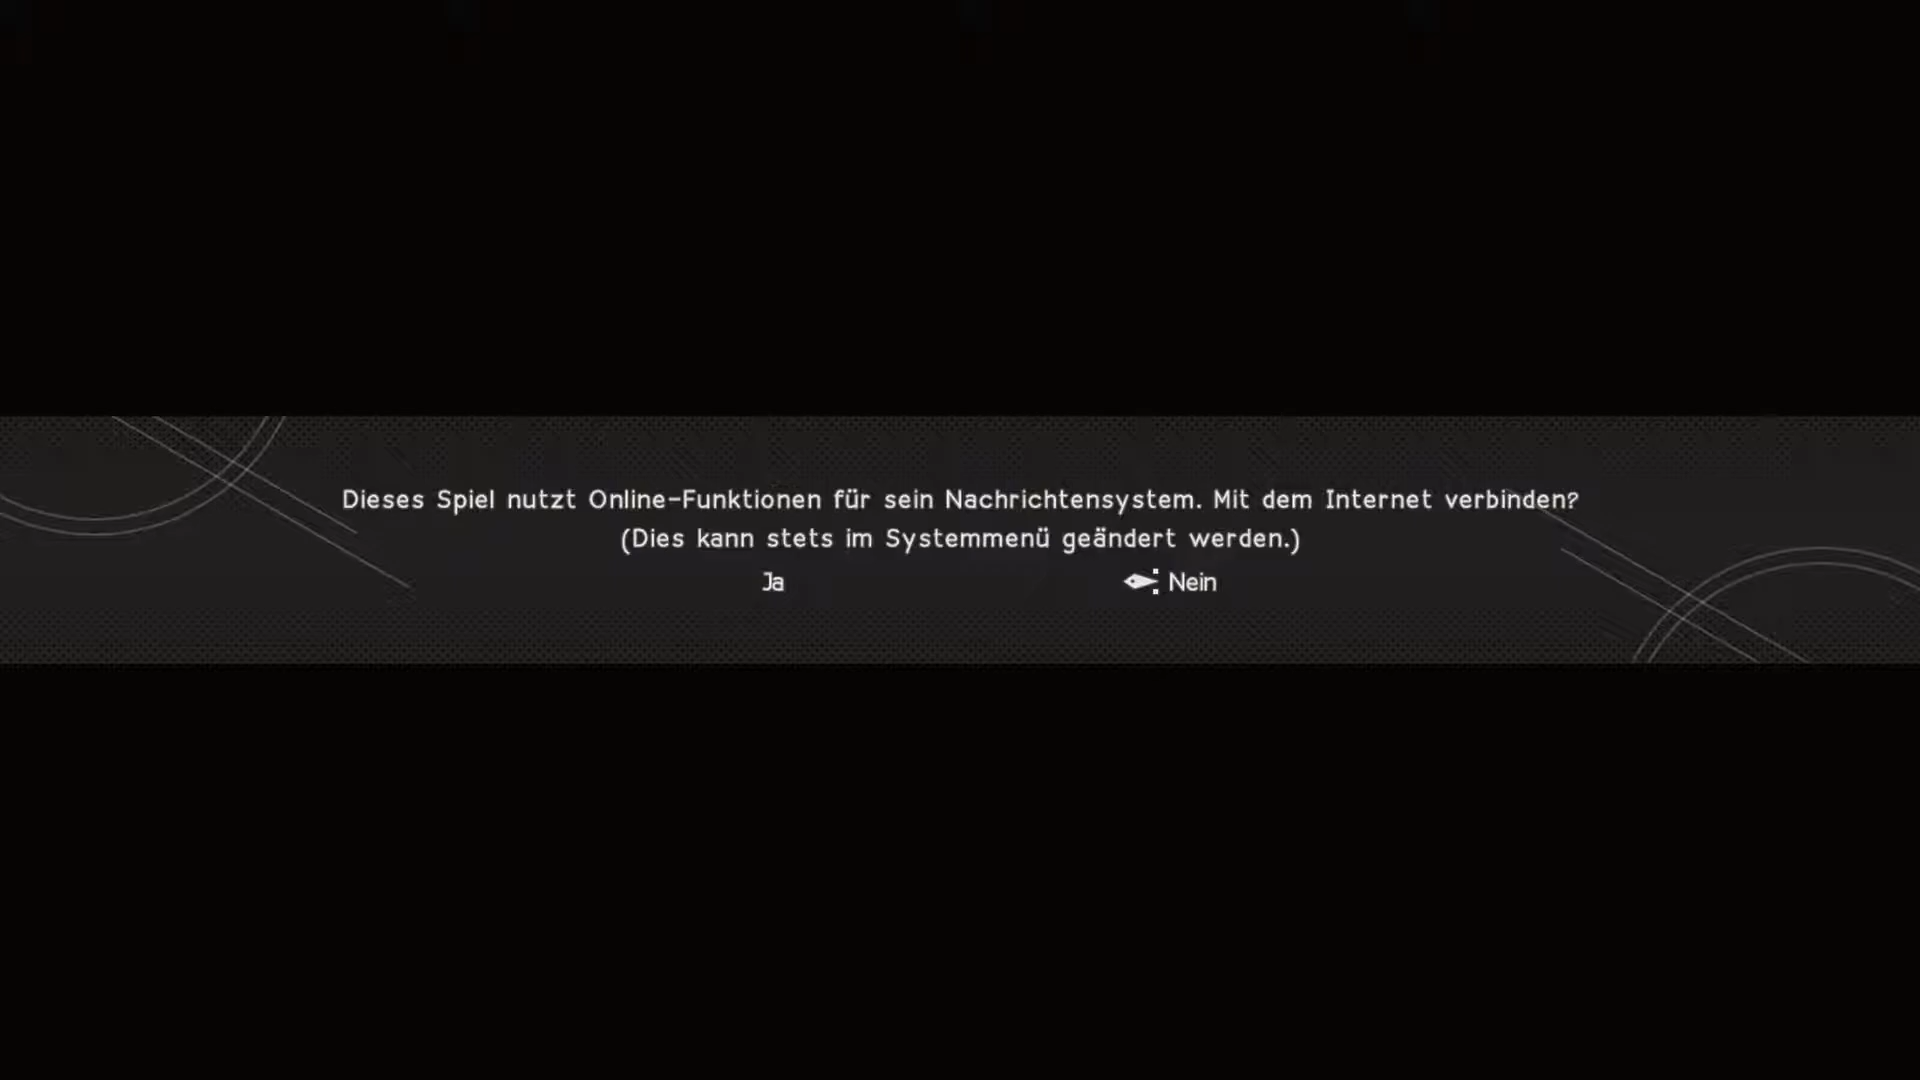 Dieses Spiel nutzt Online-Funktionen für sein Nachrichtensystem. Mit dem Internet verbinden?
(Dies kann stets im Systemmenü geändert werden.)
Ja Nein